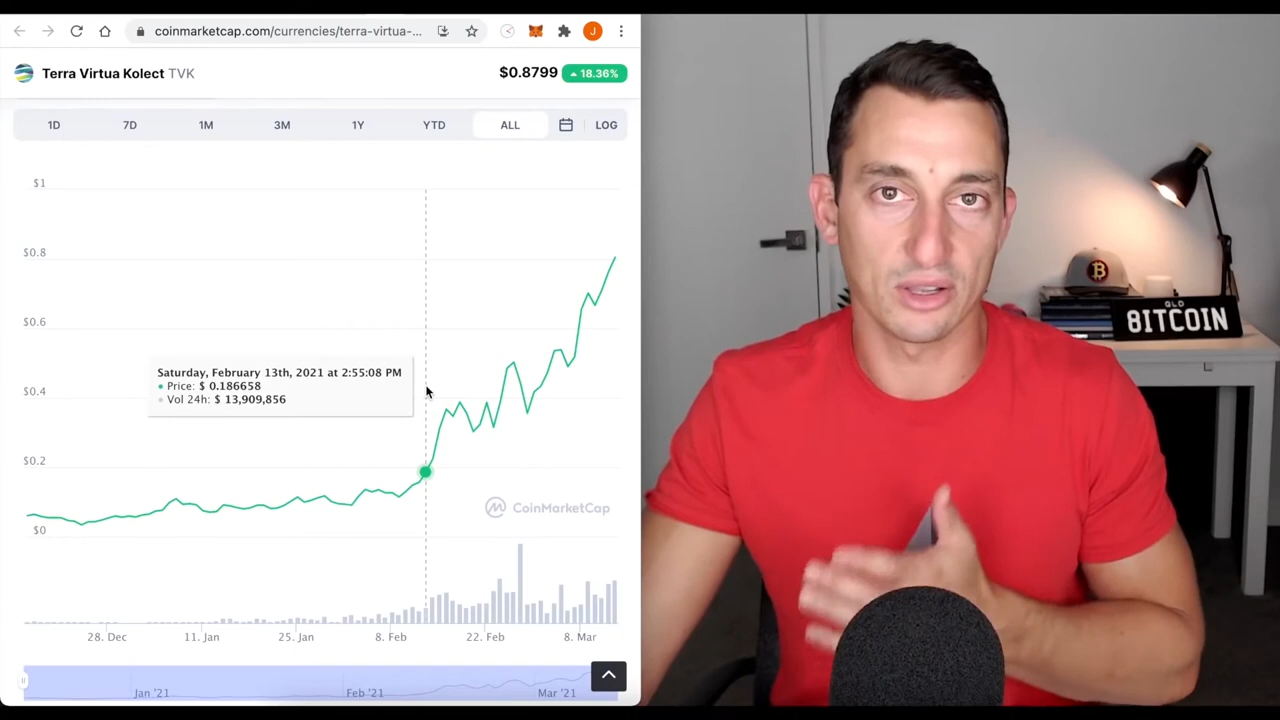 coinmarketcap.com/currencies/terra-virtua-...
J
Terra Virtua Kolect TVK
$0.8799
18.36%
1D 7D 1M 3M 1Y YTD ALL LOG
$1
$0.8
$0.6
$0.4
$0.2
$0
Saturday, February 13th, 2021 at 2:55:08 PM
Price: $ 0.186658
Vol 24h: $ 13,909,856
CoinMarketCap
28. Dec 11. Jan 25. Jan 8. Feb 22. Feb 8. Mar
Jan '21 Feb '21 Mar '21
B
QLD
8ITCOIN